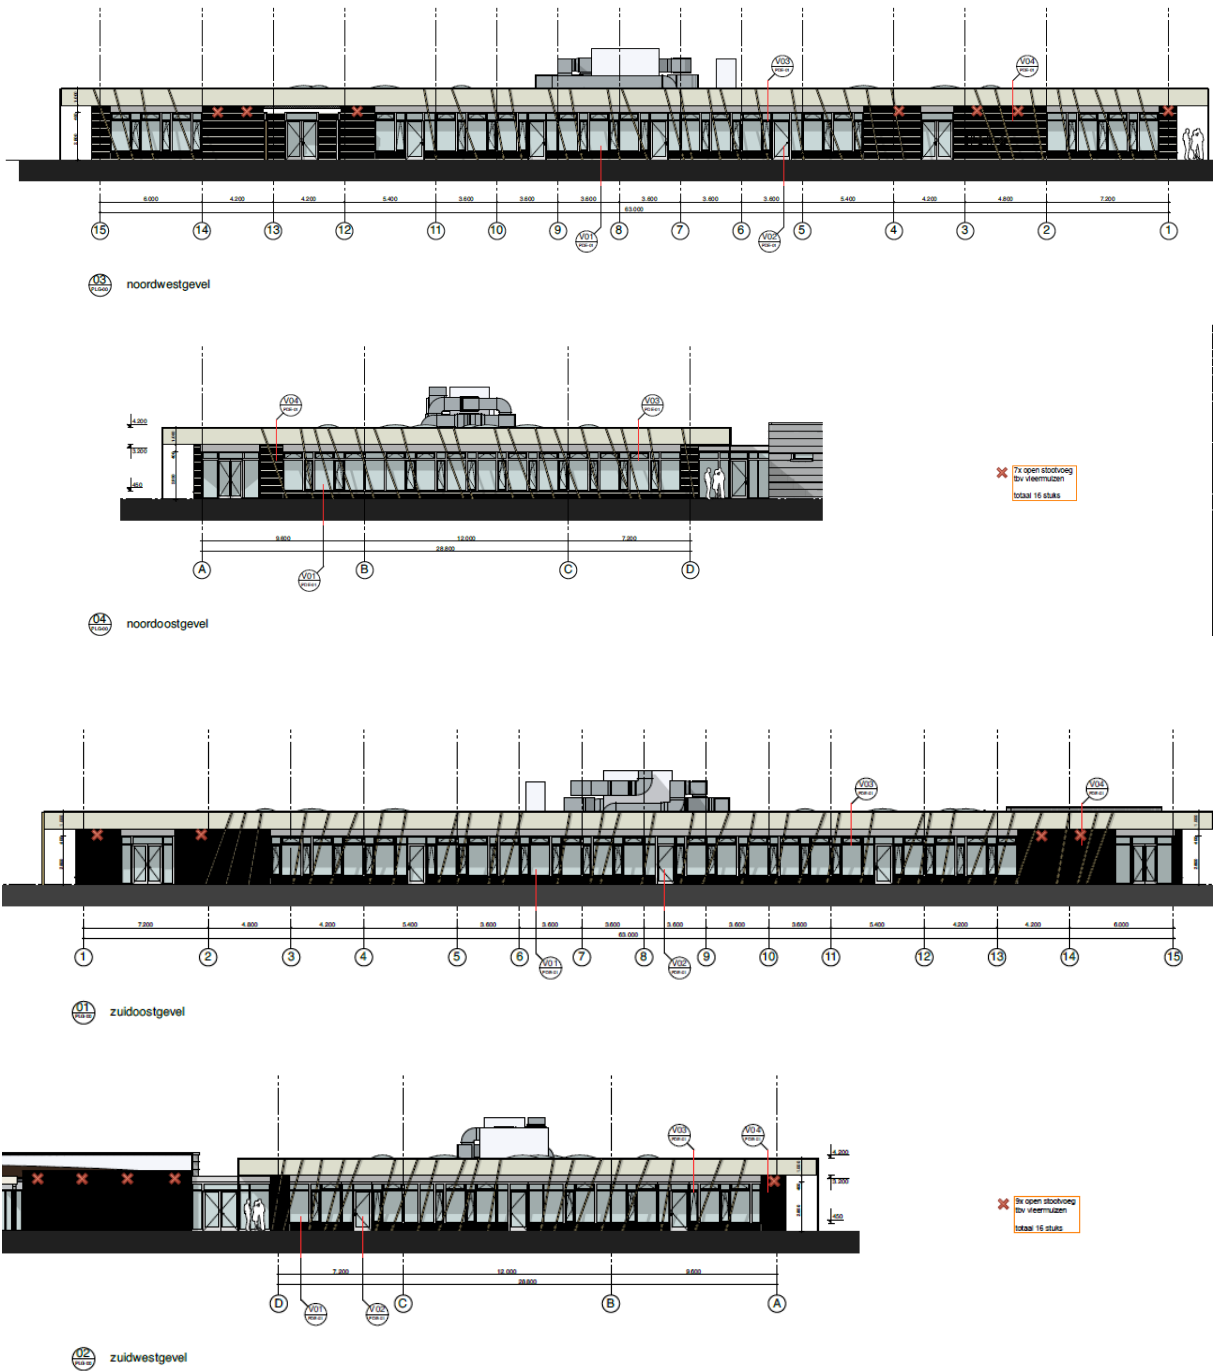 V03
V04
6.000 4.200 4.200 5.400 3.600 3.600 3.600 3.600 3.600 3.600 5.400 4.200 4.800 7.200
63.000
15 14 13 12 11 10 9 8 7 6 5 4 3 2 1
V01
V02
03 noordwestgevel
V04
V03
4.200
3.200
450
9.600 12.000 7.200
28.800
A B C D
V01
7x open stootvoeg
tbv vleermuizen
totaal 16 stuks
04 noordoostgevel
V03
V04
7.200 4.800 4.200 5.400 3.600 3.600 3.600 3.600 3.600 3.600 5.400 4.200 4.200 6.000
63.000
1 2 3 4 5 6 7 8 9 10 11 12 13 14 15
V01
V02
01 zuidoostgevel
V03
V04
4.200
3.200
450
7.200 12.000 9.600
28.800
D C B A
V01
V02
9x open stootvoeg
tbv vleermuizen
totaal 16 stuks
02 zuidwestgevel